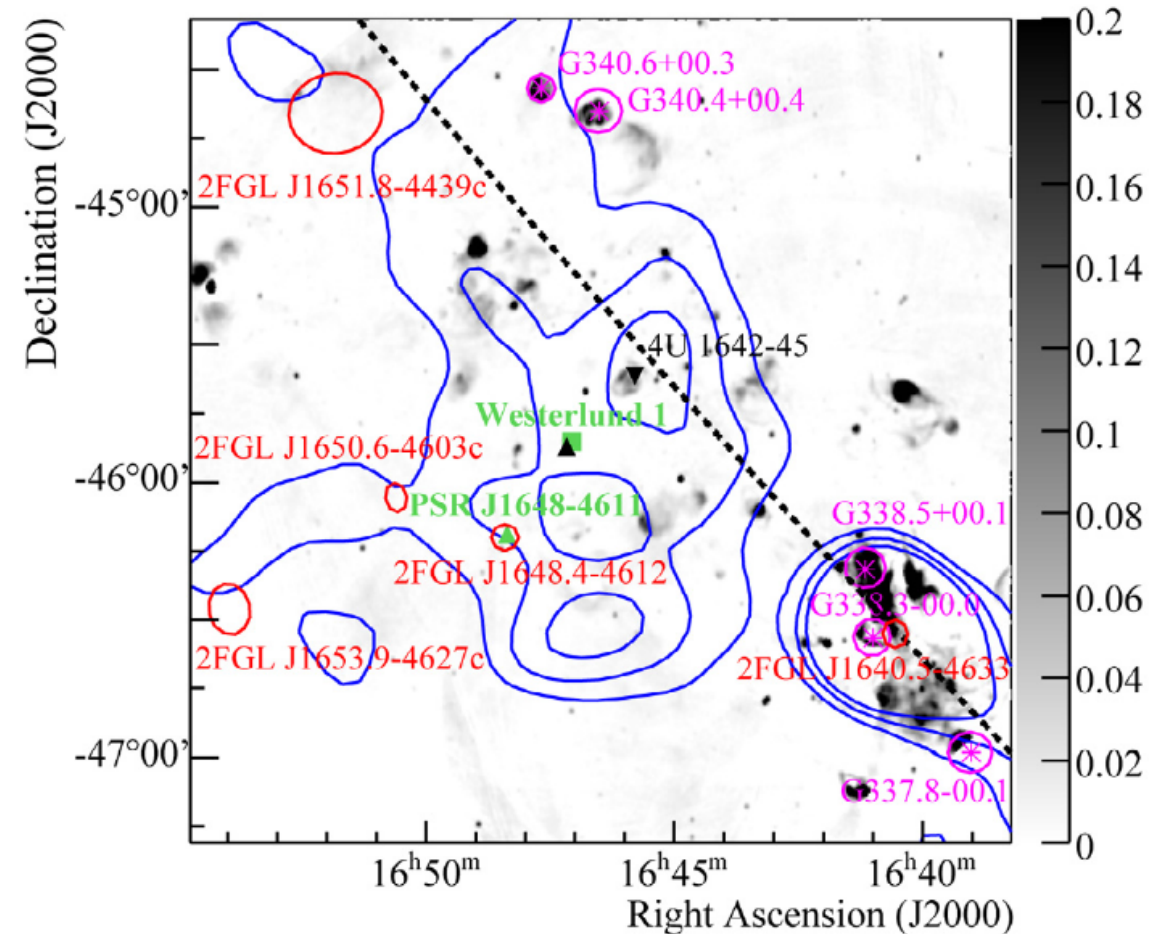 Declination (J2000)
-45°00'
-46°00'
-47°00'
G340.6+00.3
G340.4+00.4
2FGL J1651.8-4439c
4U 1642-45
Westerlund 1
2FGL J1650.6-4603c
PSR J1648-4611
2FGL J1648.4-4612
G338.5+00.1
G338.3-00.0
2FGL J1653.9-4627c
2FGL J1640.5-4633
G337.8-00.1
0.2
0.18
0.16
0.14
0.12
0.1
0.08
0.06
0.04
0.02
0
16h50m
16h45m
16h40m
Right Ascension (J2000)